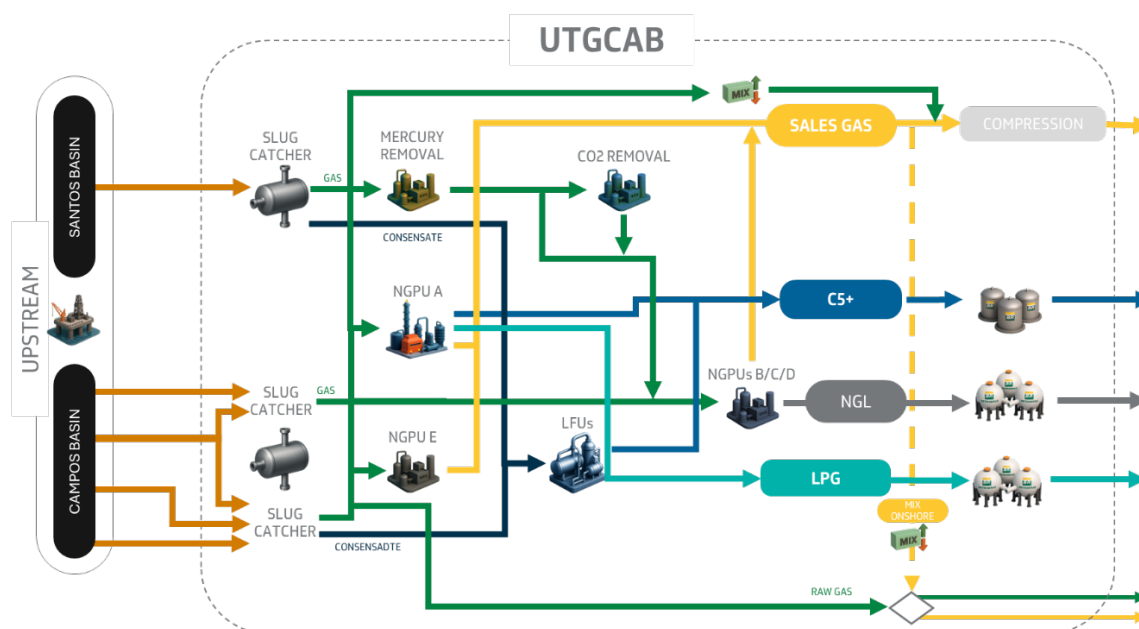 UTGCAB
UPSTREAM
SANTOS BASIN
CAMPOS BASIN
SLUG
CATCHER
GAS
CONSENSATE
MERCURY
REMOVAL
CO2 REMOVAL
MIX
SALES GAS
COMPRESSION
NGPU A
C5+
SLUG
CATCHER
GAS
NGPUs B/C/D
NGL
NGPU E
LFUs
LPG
SLUG
CATCHER
CONSENSADTE
MIX
ONSHORE
MIX
RAW GAS